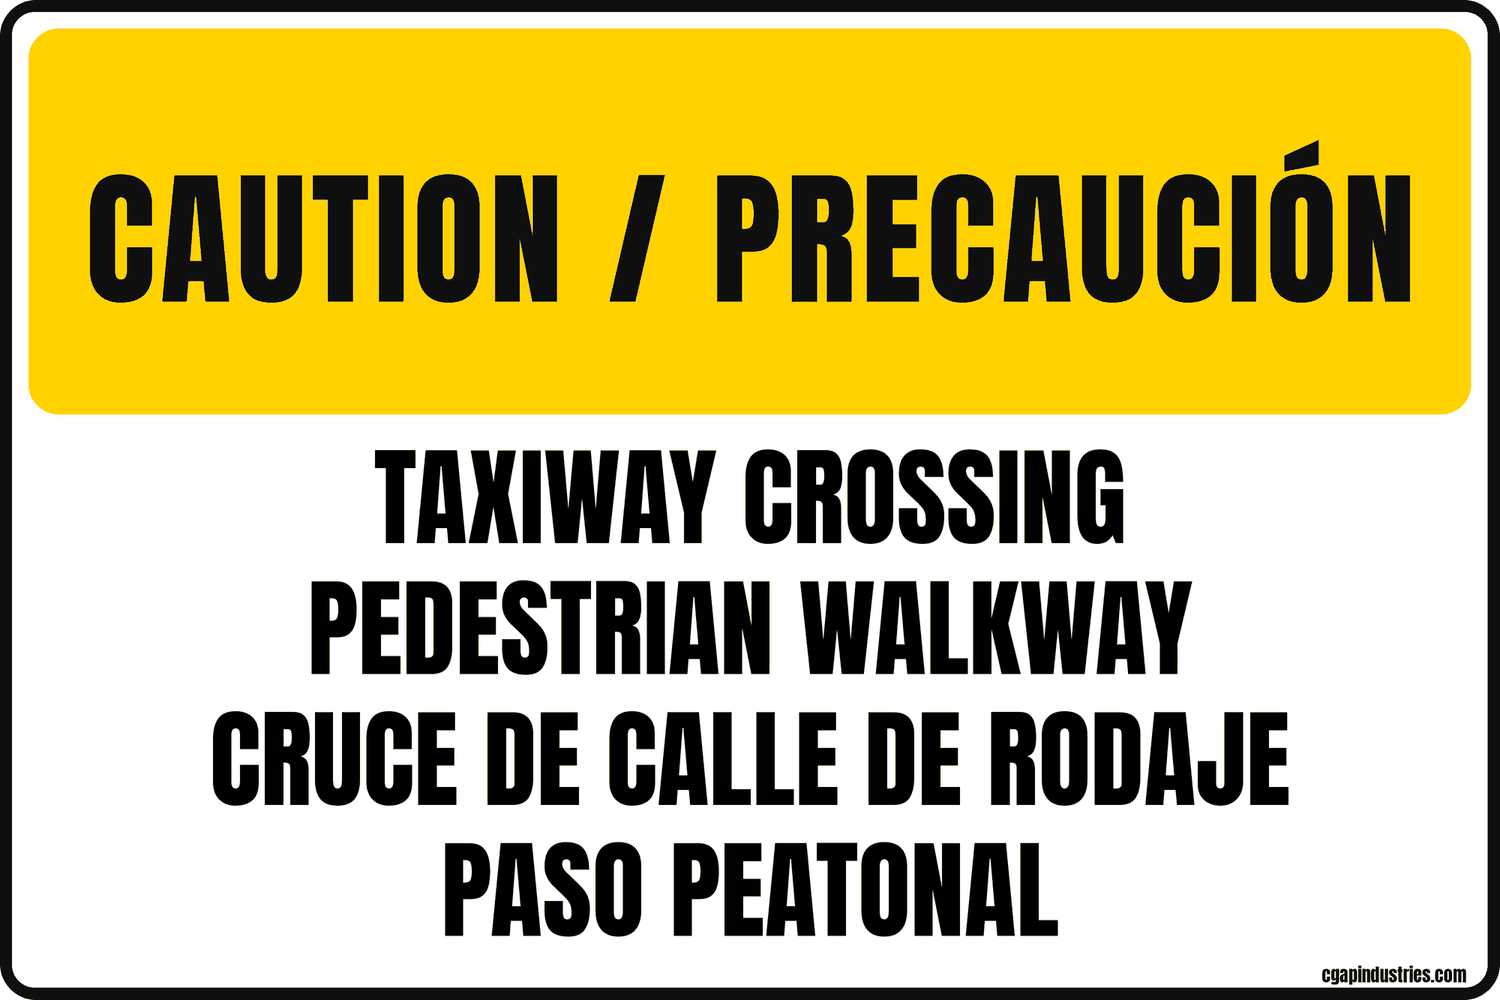 CAUTION / PRECAUCIÓN
TAXIWAY CROSSING
PEDESTRIAN WALKWAY
CRUCE DE CALLE DE RODAJE
PASO PEATONAL
cgapindustries.com